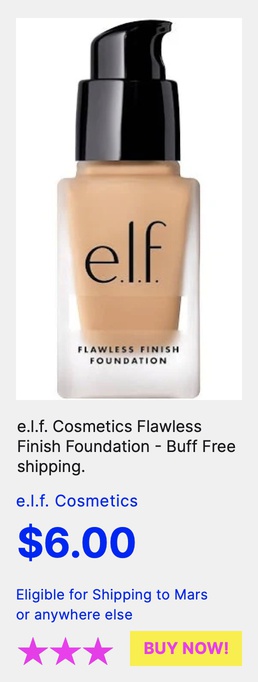 e.l.f.
FLAWLESS FINISH
FOUNDATION
e.l.f. Cosmetics Flawless
Finish Foundation - Buff Free
shipping.
e.l.f. Cosmetics
$6.00
Eligible for Shipping to Mars
or anywhere else
BUY NOW!